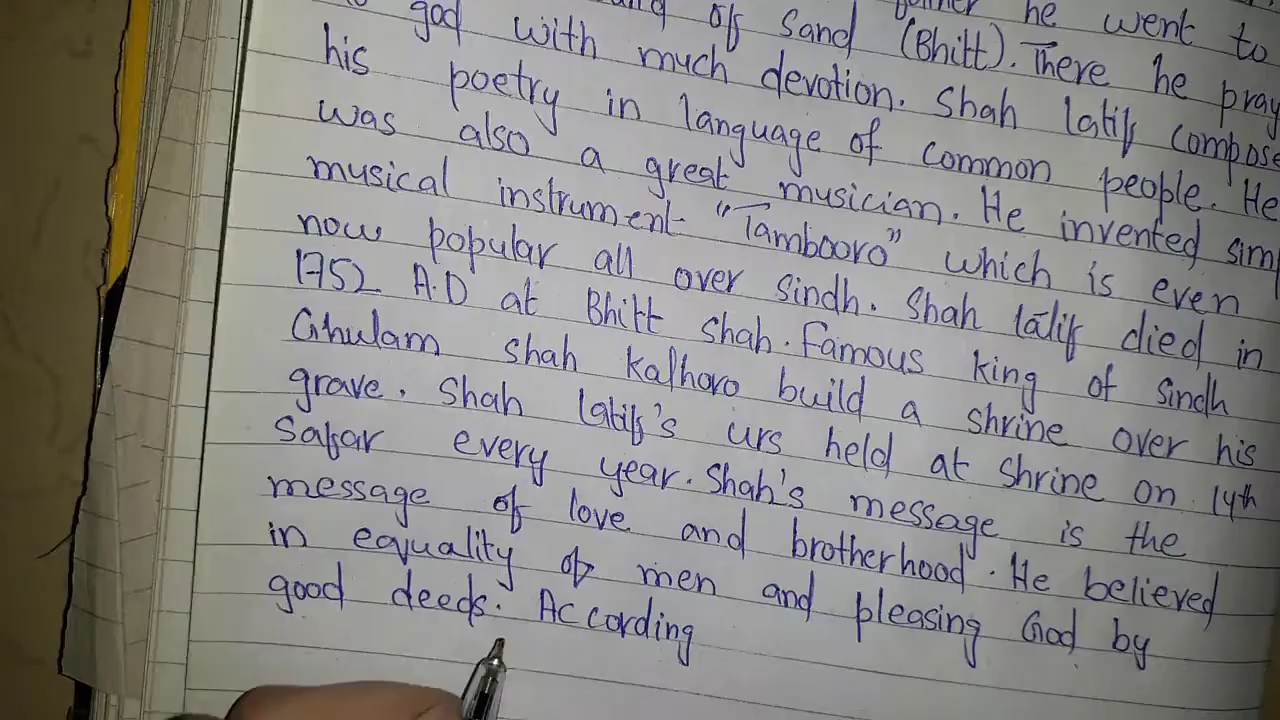 of Sand (Bhitt). There he pray
god with much devotion. Shah latif compose
his poetry in language of common people. He
was also a great musician. He invented sim
musical instrument "Tambooro" which is even
now popular all over Sindh. Shah latif died in
1752 A.D at Bhitt shah. Famous king of Sindh
Ghulam shah kalhoro build a shrine over his
grave. Shah latif's urs held at shrine on 14th
Safar every year. Shah's message is the
message of love and brotherhood. He believed
in equality of men and pleasing God by
good deeds. According